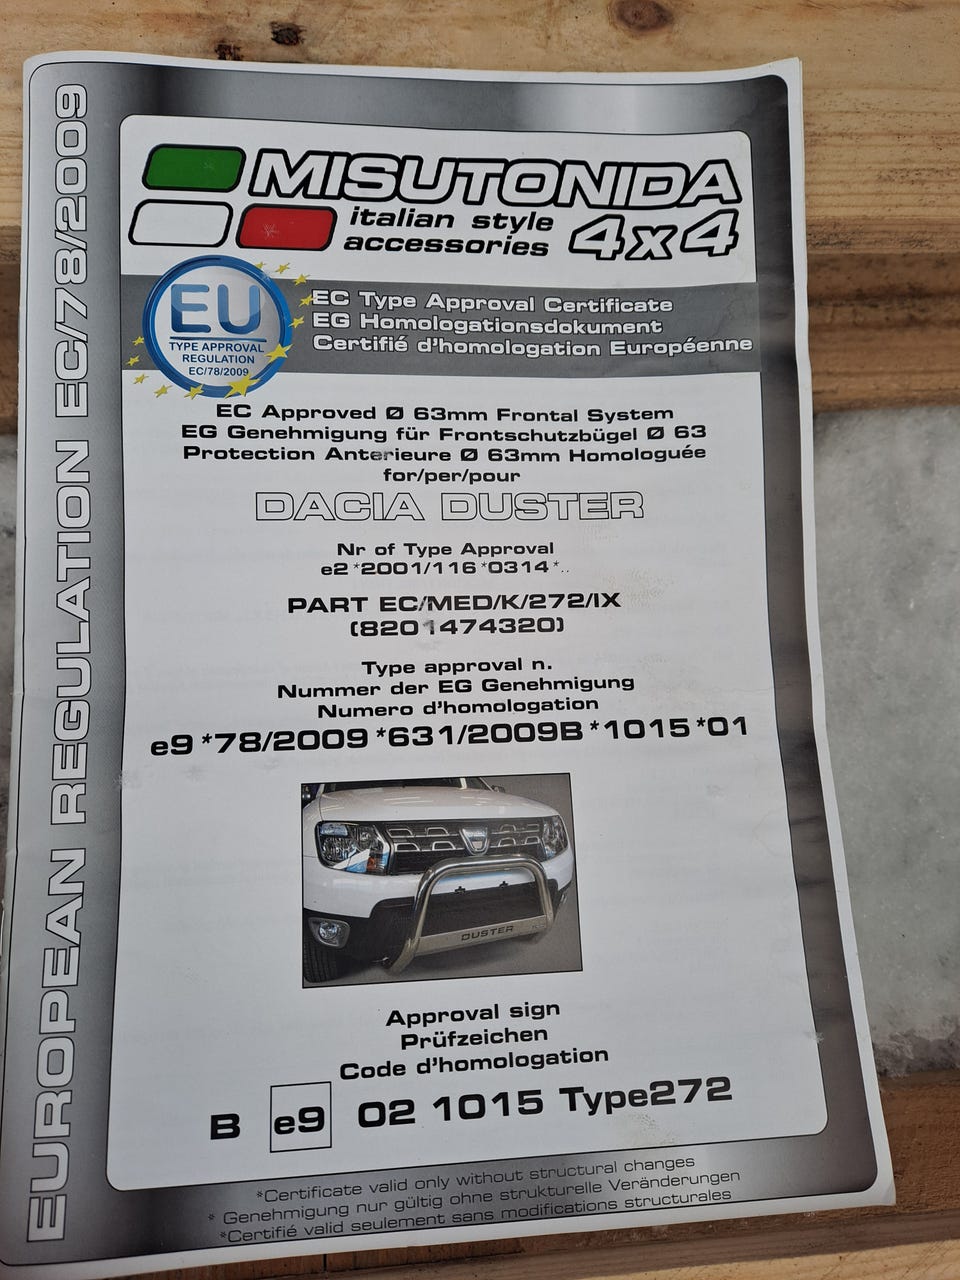 EUROPEAN REGULATION EC/78/2009
MISUTONIDA
italian style
accessories
4x4
EU
TYPE APPROVAL
REGULATION
EC/78/2009
EC Type Approval Certificate
EG Homologationsdokument
Certifié d'homologation Européenne
EC Approved Ø 63mm Frontal System
EG Genehmigung für Frontschutzbügel Ø 63
Protection Anterieure Ø 63mm Homologuée
for/per/pour
DACIA DUSTER
Nr of Type Approval
e2*2001/116*0314*..
PART EC/MED/K/272/IX
(8201474320)
Type approval n.
Nummer der EG Genehmigung
Numero d'homologation
e9*78/2009*631/2009B*1015*01
DUSTER
Approval sign
Prüfzeichen
Code d'homologation
B e9 02 1015 Type272
*Certificate valid only without structural changes
* Genehmigung nur gültig ohne strukturelle Veränderungen
*Certifié valid seulement sans modifications structurales